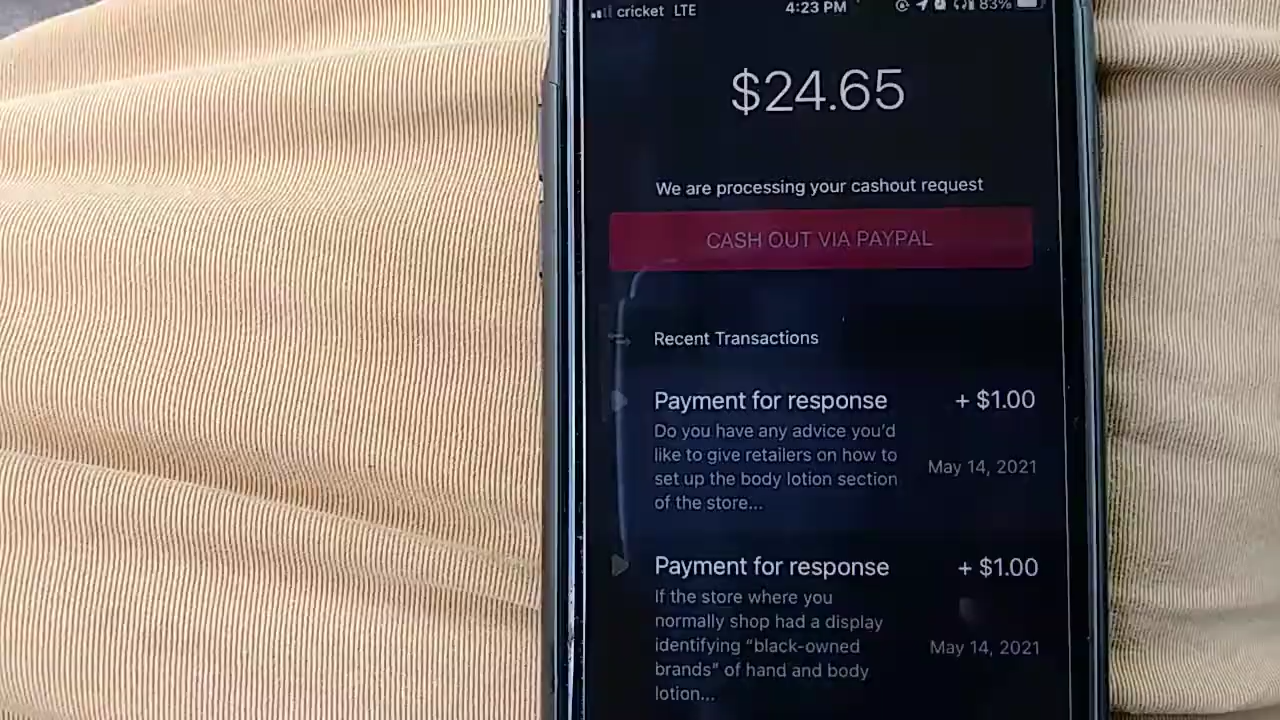 cricket LTE 4:23 PM 83%
$24.65
We are processing your cashout request
CASH OUT VIA PAYPAL
Recent Transactions
Payment for response + $1.00
Do you have any advice you'd
like to give retailers on how to
set up the body lotion section
of the store...
May 14, 2021
Payment for response + $1.00
If the store where you
normally shop had a display
identifying “black-owned
brands” of hand and body
lotion...
May 14, 2021